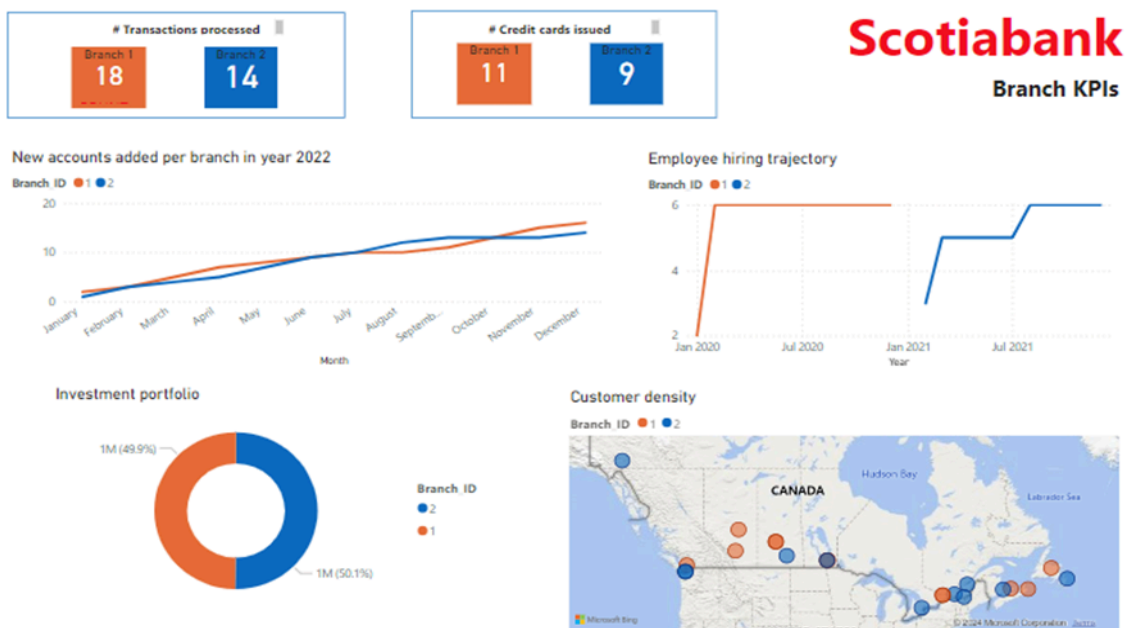 # Transactions processed
Branch 1
18
Branch 2
14
# Credit cards issued
Branch 1
11
Branch 2
9
Scotiabank
Branch KPIs
New accounts added per branch in year 2022
Branch_ID 1 2
20
10
0
January February March April May June July August Septemb... October November December
Month
Employee hiring trajectory
Branch_ID 1 2
6
4
2
Jan 2020 Jul 2020 Jan 2021 Jul 2021
Year
Investment portfolio
1M (49.9%)
1M (50.1%)
Branch_ID
2
1
Customer density
Branch_ID 1 2
Hudson Bay
CANADA
Labrador Sea
Microsoft Bing
© 2024 Microsoft Corporation